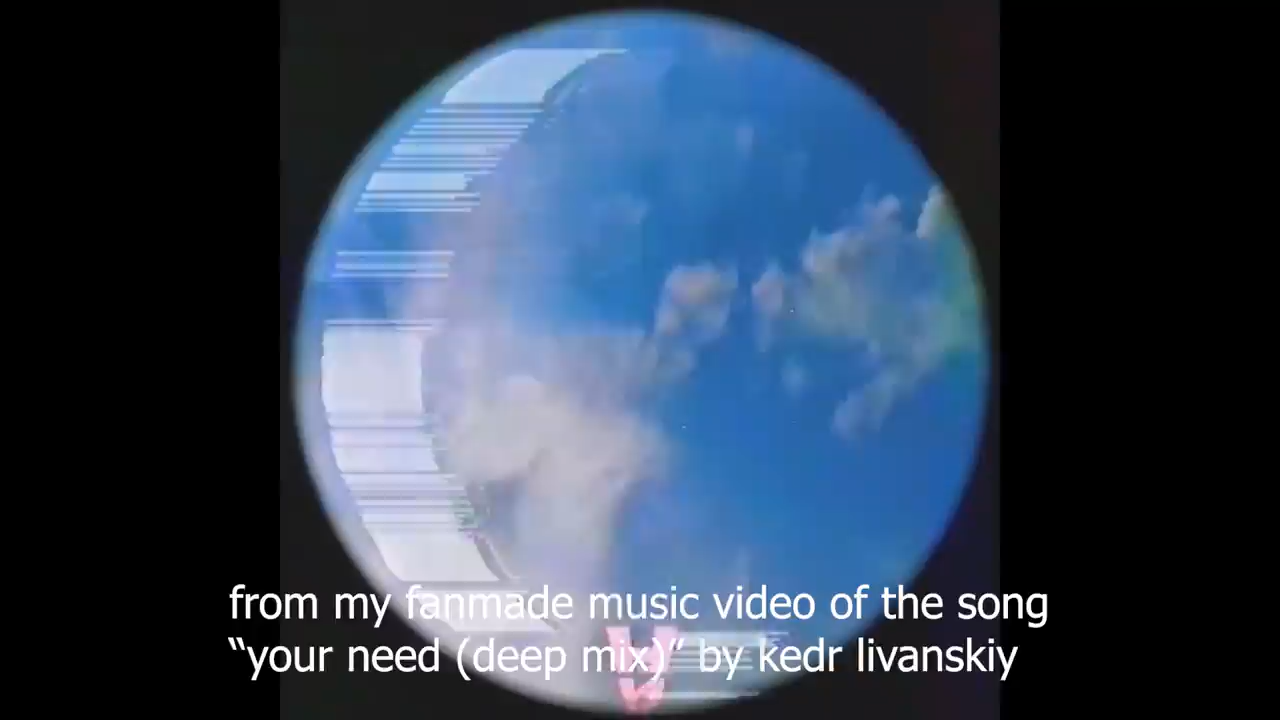 from my fanmade music video of the song
“your need (deep mix)” by kedr livanskiy